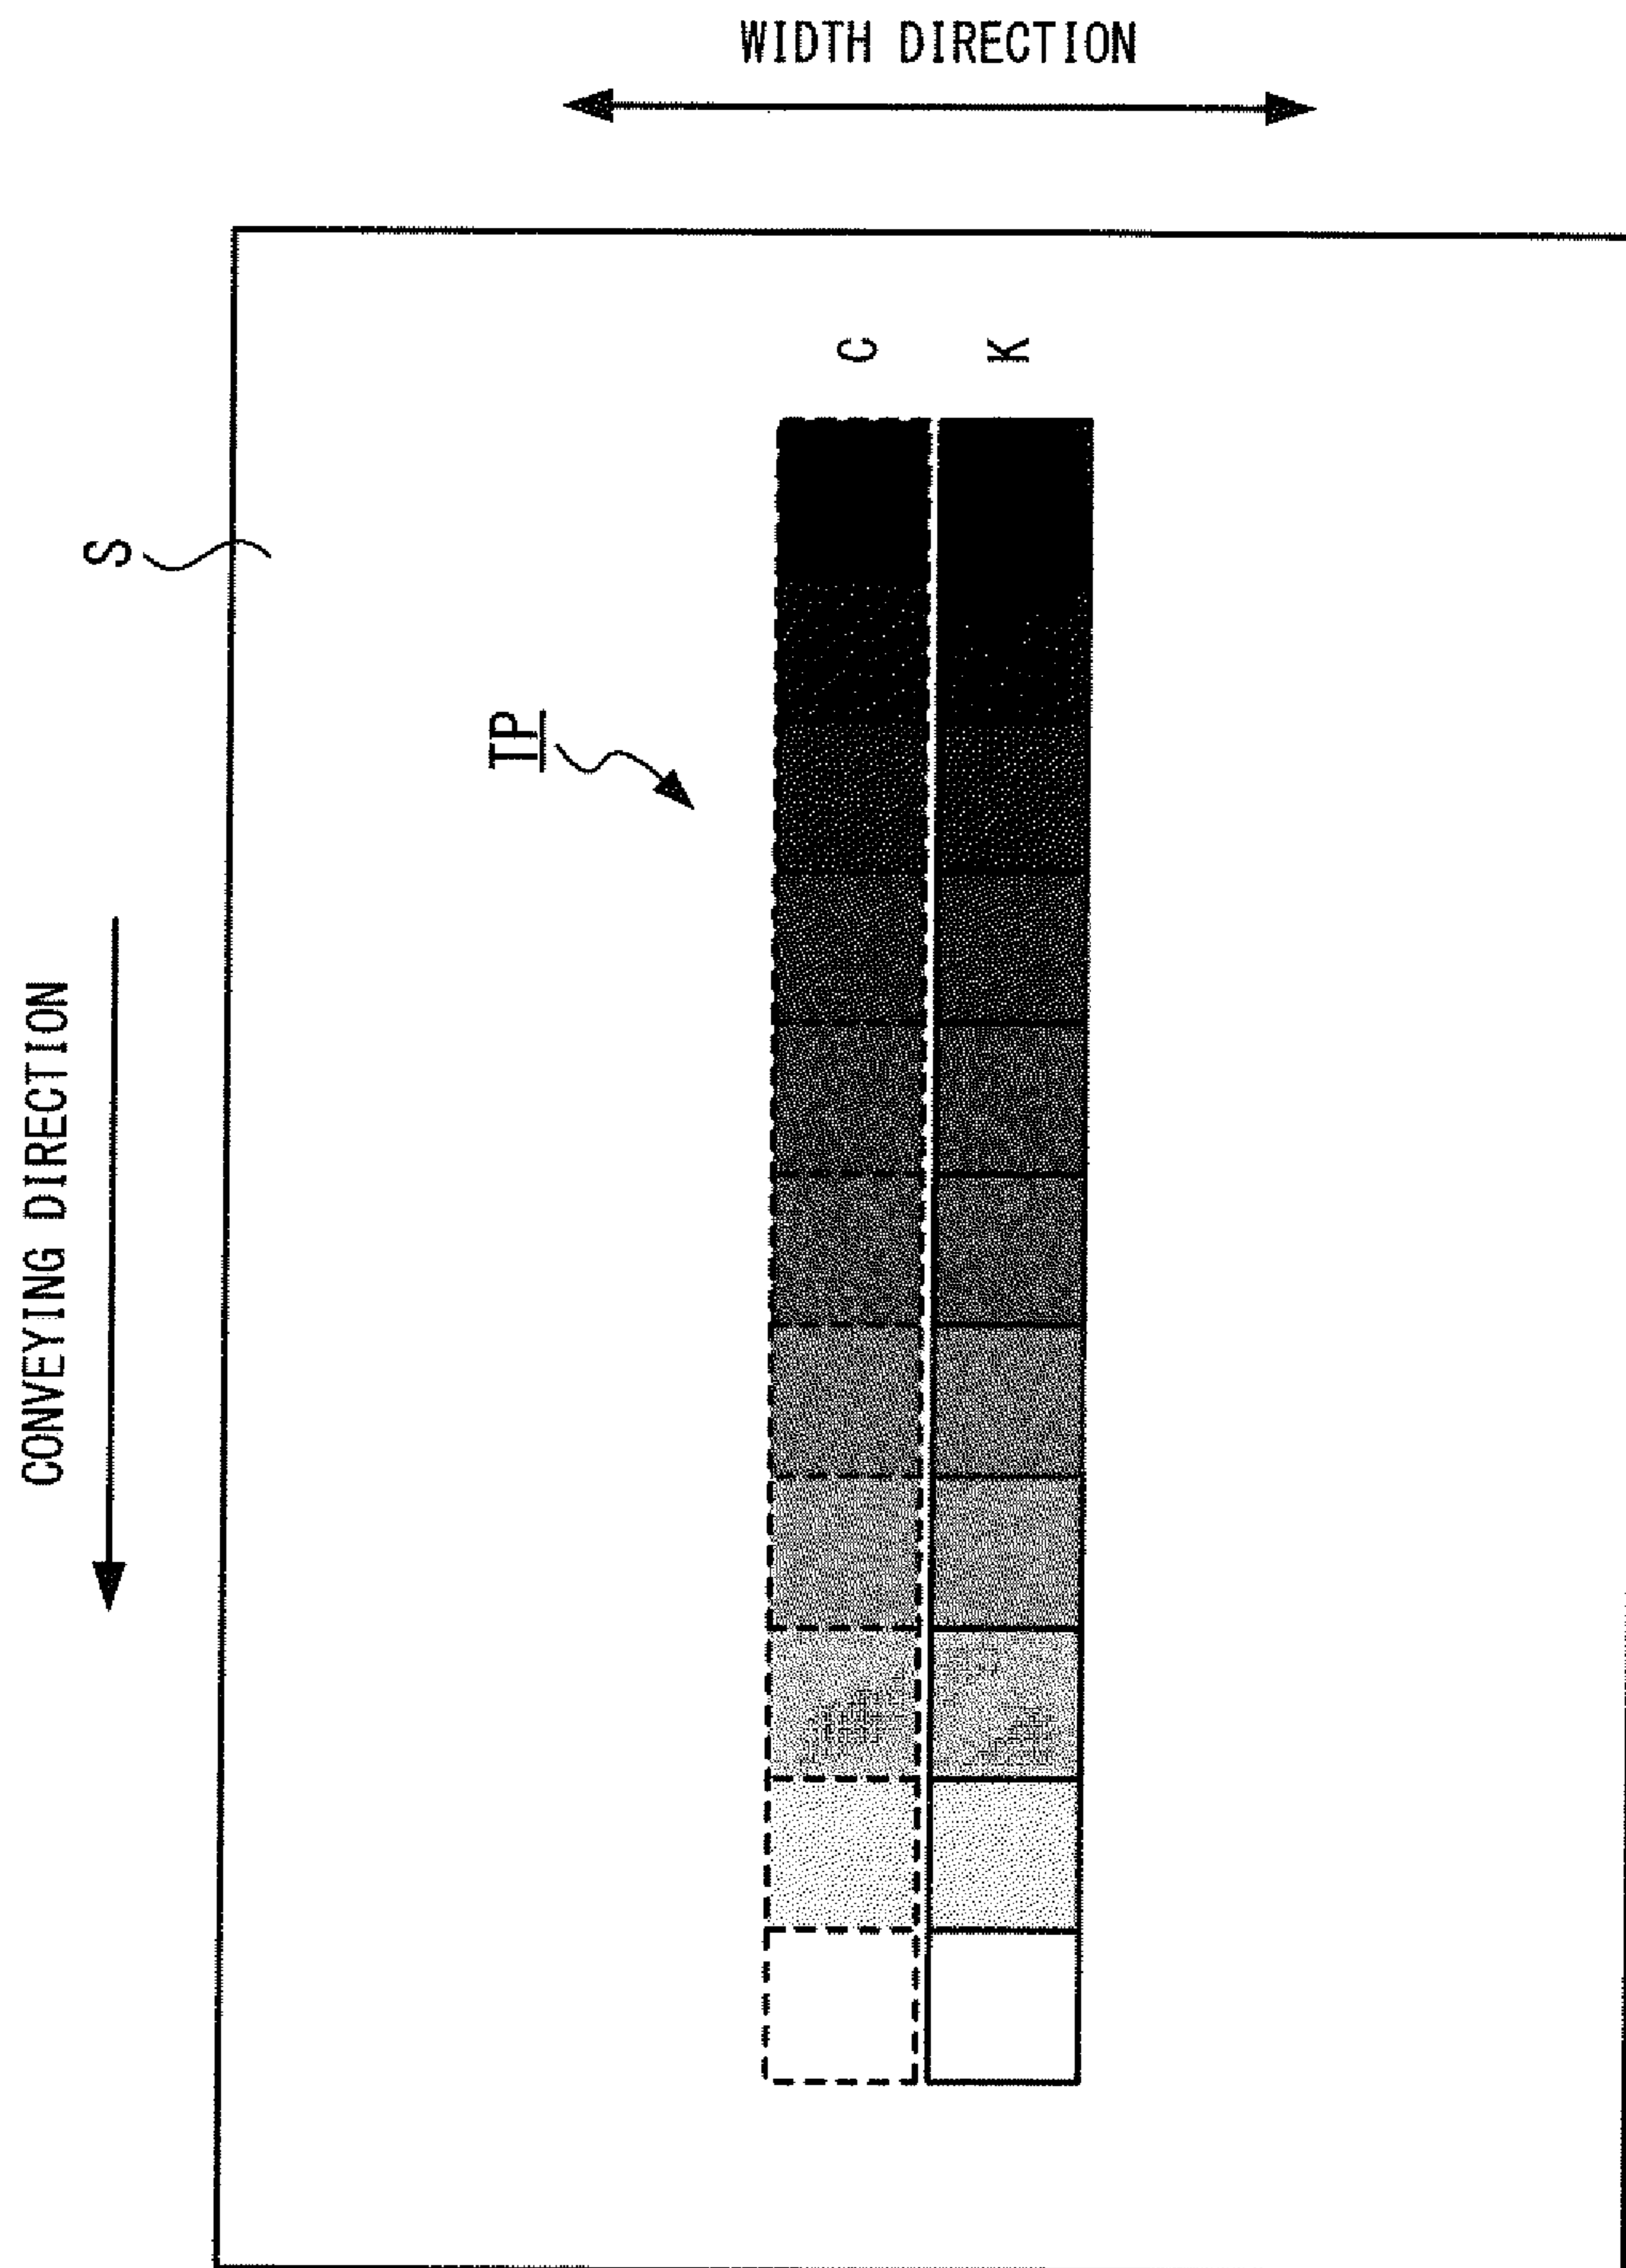 WIDTH DIRECTION
CONVEYING DIRECTION
S
TP
C
K